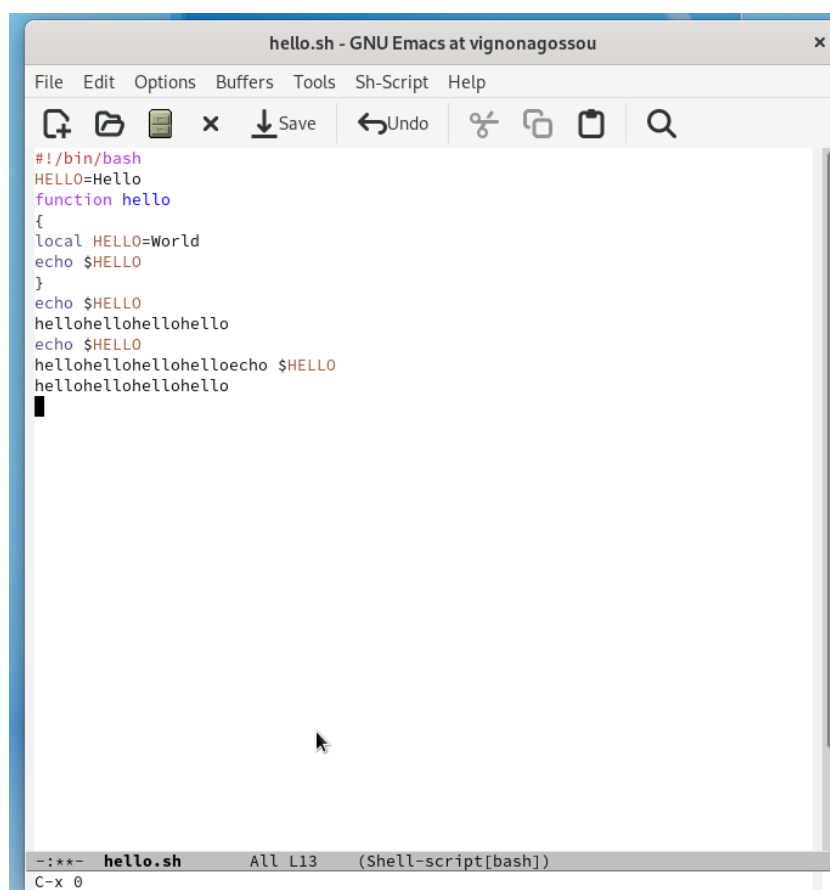 hello.sh - GNU Emacs at vignonagossou
File Edit Options Buffers Tools Sh-Script Help
Save Undo
#!/bin/bash
HELLO=Hello
function hello
{
local HELLO=World
echo $HELLO
}
echo $HELLO
hellohellohellohello
echo $HELLO
hellohellohellohelloecho $HELLO
hellohellohellohello
-:**- hello.sh All L13 (Shell-script[bash])
C-x 0